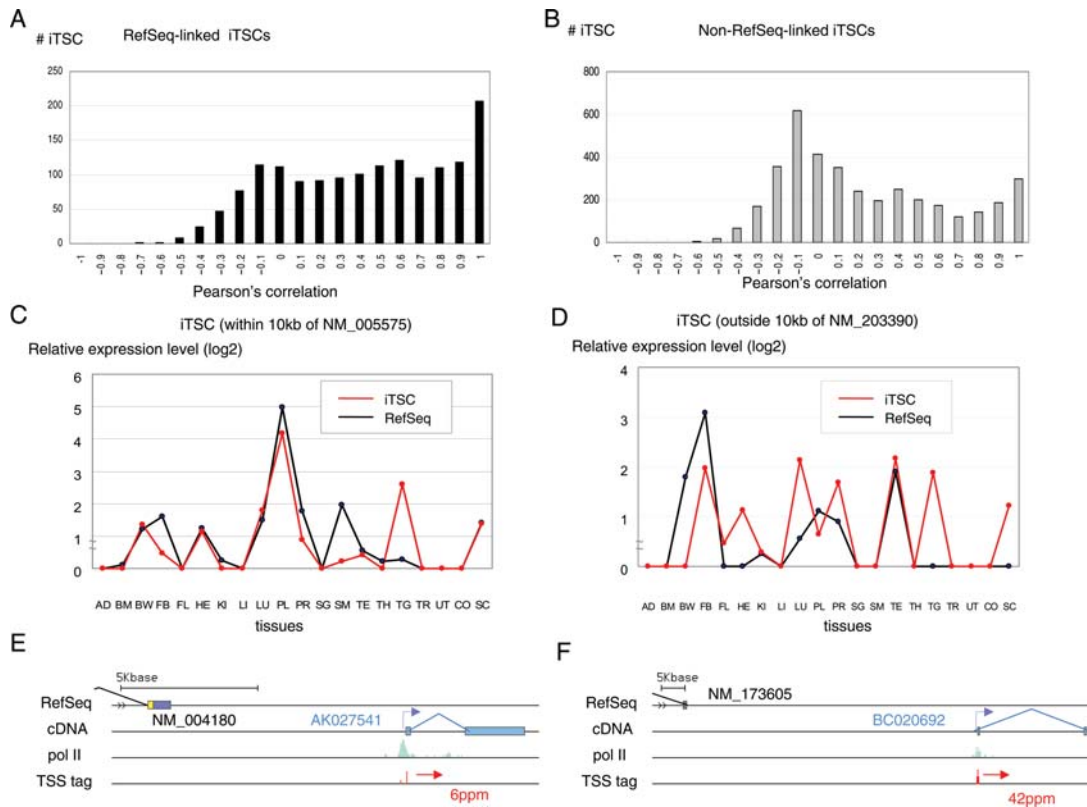 A
# iTSC
RefSeq-linked iTSCs
250
200
150
100
50
0
-1 -0.9 -0.8 -0.7 -0.6 -0.5 -0.4 -0.3 -0.2 -0.1 0 0.1 0.2 0.3 0.4 0.5 0.6 0.7 0.8 0.9 1
Pearson's correlation
B
# iTSC
Non-RefSeq-linked iTSCs
800
600
400
200
0
-1 -0.9 -0.8 -0.7 -0.6 -0.5 -0.4 -0.3 -0.2 -0.1 0 0.1 0.2 0.3 0.4 0.5 0.6 0.7 0.8 0.9 1
Pearson's correlation
C
iTSC (within 10kb of NM_005575)
Relative expression level (log2)
6
5
4
3
2
1
0
iTSC
RefSeq
AD BM BW FB FL HE KI LI LU PL PR SG SM TE TH TG TR UT CO SC
tissues
D
iTSC (outside 10kb of NM_203390)
Relative expression level (log2)
4
3
2
1
0
iTSC
RefSeq
AD BM BW FB FL HE KI LI LU PL PR SG SM TE TH TG TR UT CO SC
tissues
E
5Kbase
RefSeq
NM_004180
AK027541
cDNA
pol II
TSS tag
6ppm
F
5Kbase
RefSeq
NM_173605
BC020692
cDNA
pol II
TSS tag
42ppm